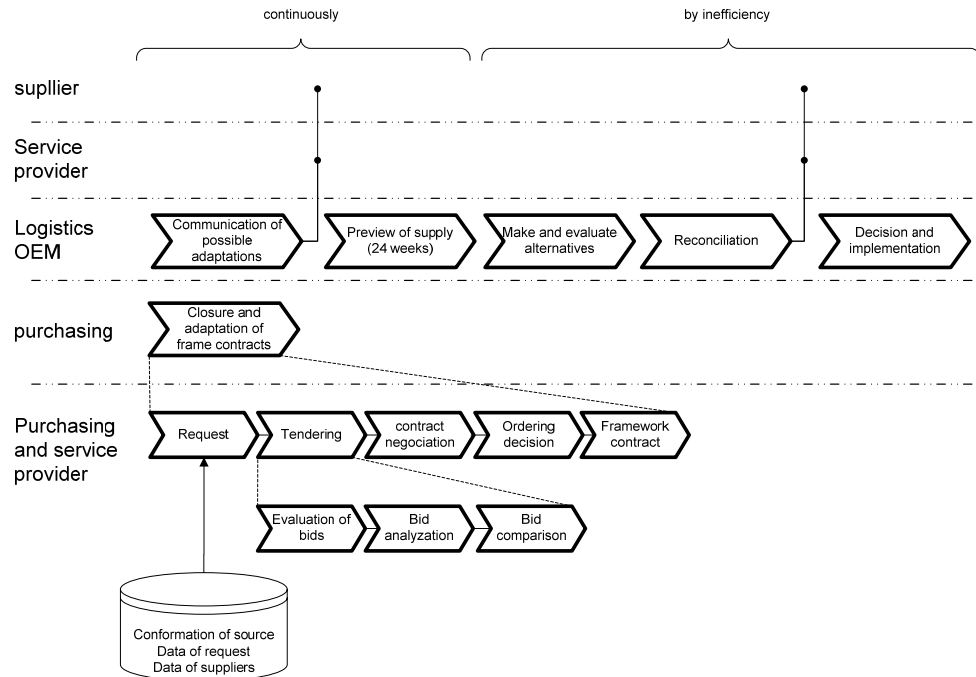 continuously
by inefficiency
supllier
Service
provider
Logistics
OEM
Communication of
possible
adaptations
Preview of supply
(24 weeks)
Make and evaluate
alternatives
Reconciliation
Decision and
implementation
purchasing
Closure and
adaptation of
frame contracts
Purchasing
and service
provider
Request
Tendering
contract
negociation
Ordering
decision
Framework
contract
Evaluation of
bids
Bid
analyzation
Bid
comparison
Conformation of source
Data of request
Data of suppliers